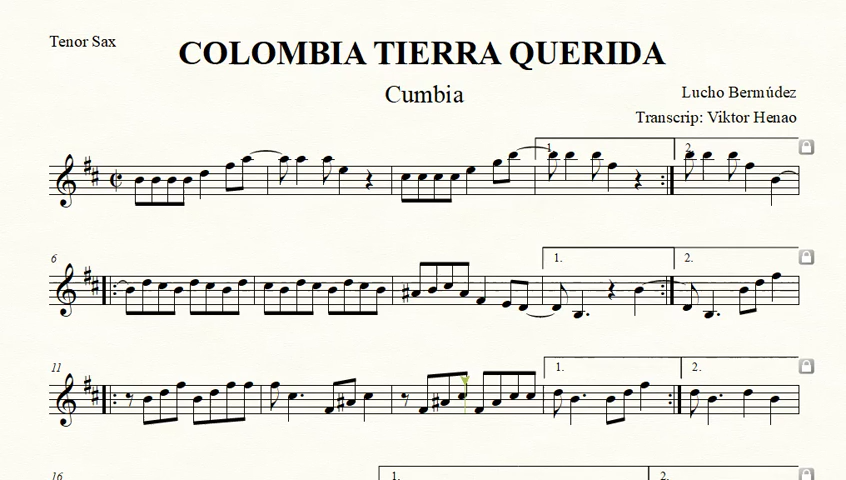 Tenor Sax
COLOMBIA TIERRA QUERIDA
Cumbia
Lucho Bermúdez
Transcrip: Viktor Henao
1. 2.
6 1. 2.
11 1. 2.
16 1. 2.